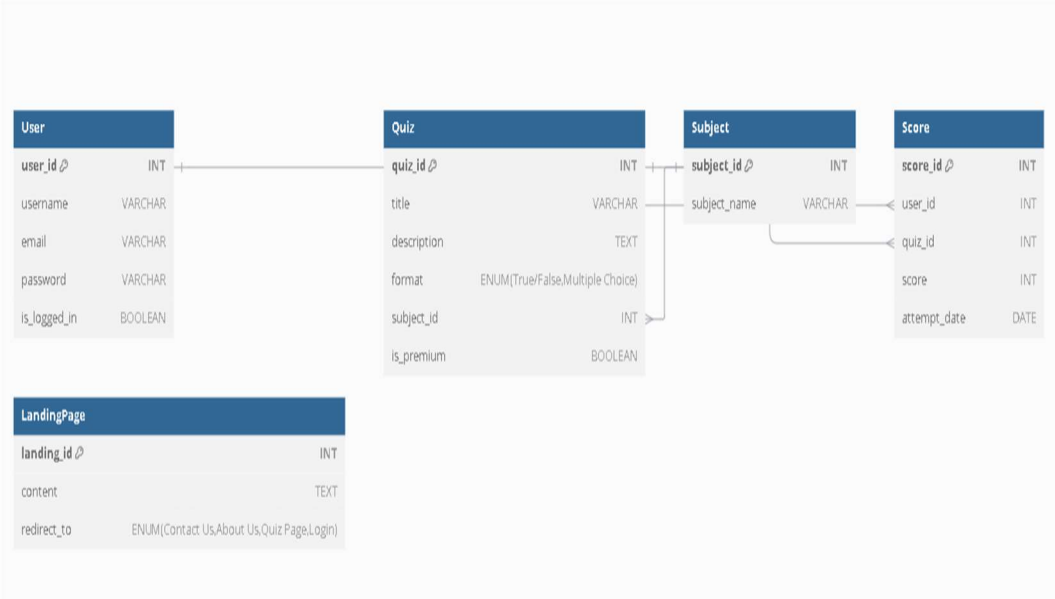 User
user_id INT
username VARCHAR
email VARCHAR
password VARCHAR
is_logged_in BOOLEAN
Quiz
quiz_id INT
title VARCHAR
description TEXT
format ENUM(True/False,Multiple Choice)
subject_id INT
is_premium BOOLEAN
Subject
subject_id INT
subject_name VARCHAR
Score
score_id INT
user_id INT
quiz_id INT
score INT
attempt_date DATE
LandingPage
landing_id INT
content TEXT
redirect_to ENUM(Contact Us,About Us,Quiz Page,Login)